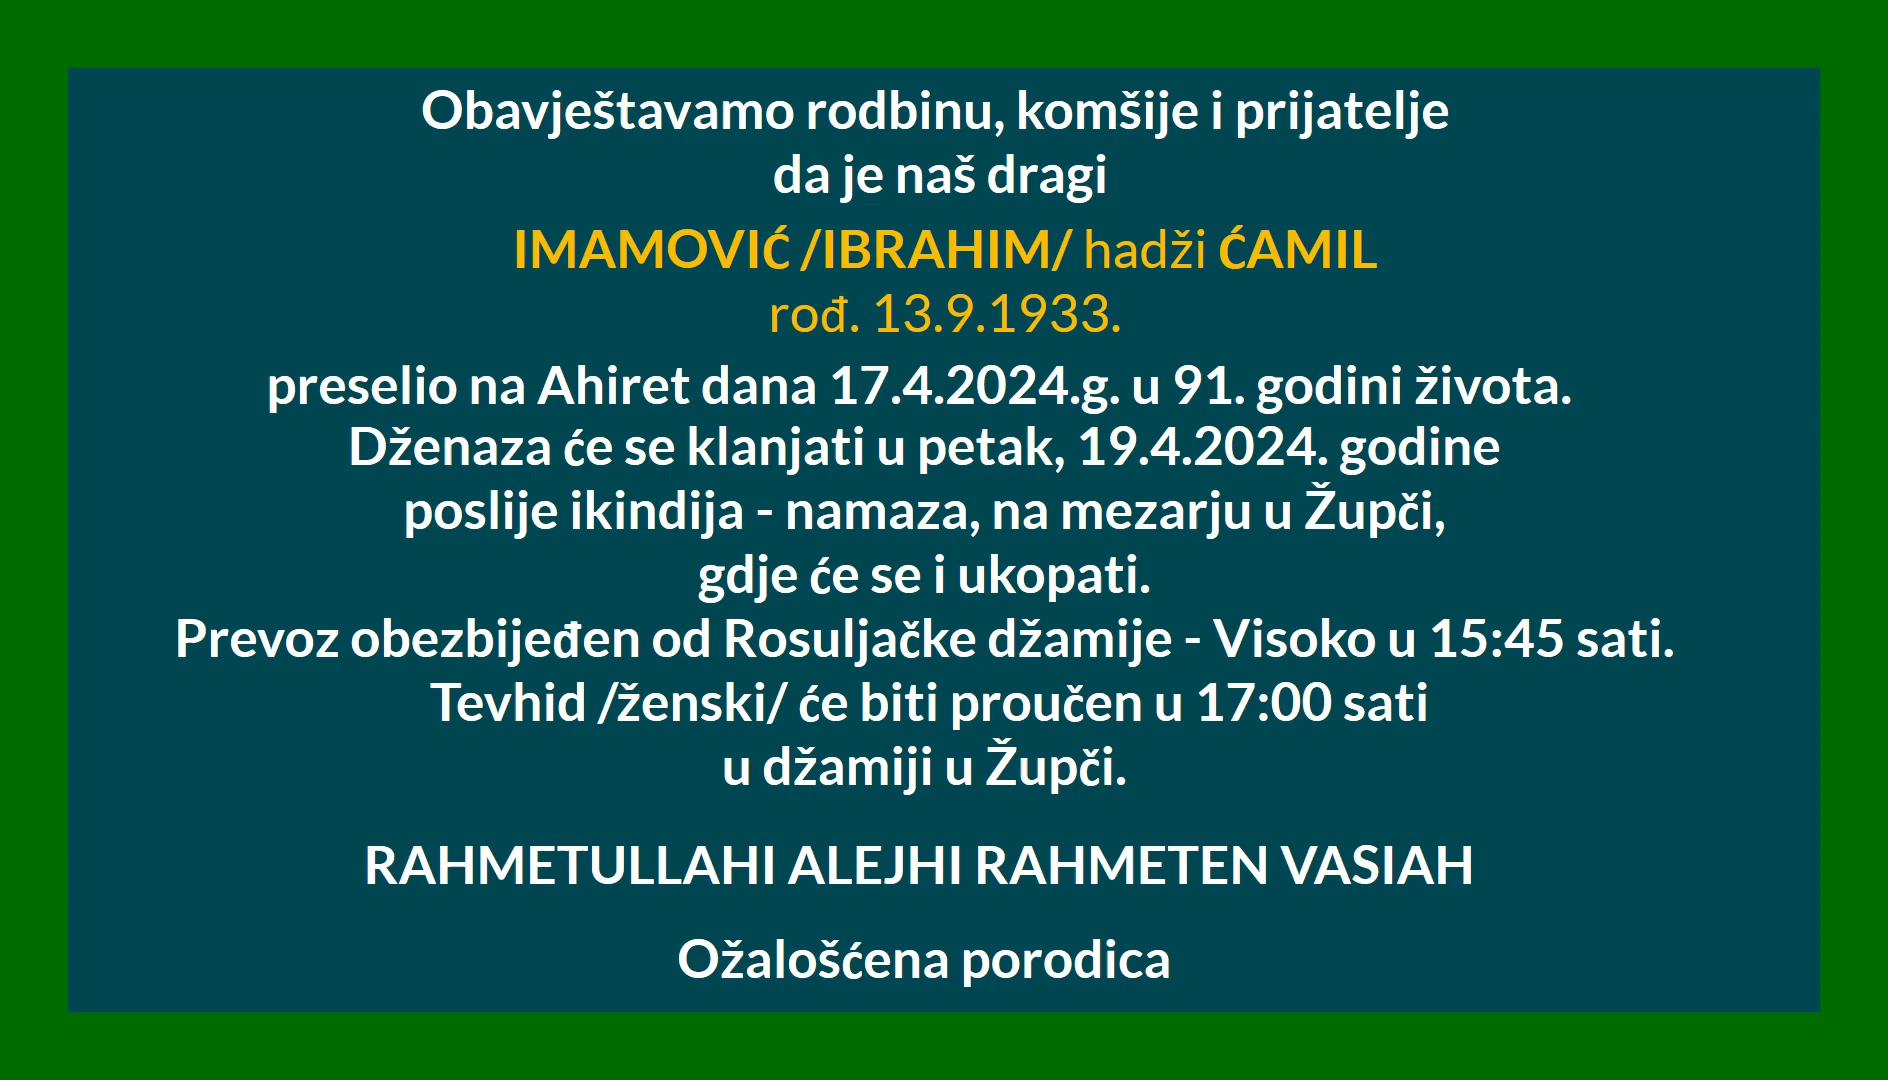 Obavještavamo rodbinu, komšije i prijatelje
da je naš dragi
IMAMOVIĆ /IBRAHIM/ hadži ĆAMIL
rođ. 13.9.1933.
preselio na Ahiret dana 17.4.2024.g. u 91. godini života.
Dženaza će se klanjati u petak, 19.4.2024. godine
poslije ikindija - namaza, na mezarju u Župči,
gdje će se i ukopati.
Prevoz obezbijeđen od Rosuljačke džamije - Visoko u 15:45 sati.
Tevhid /ženski/ će biti proučen u 17:00 sati
u džamiji u Župči.
RAHMETULLAHI ALEJHI RAHMETEN VASIAH
Ožalošćena porodica